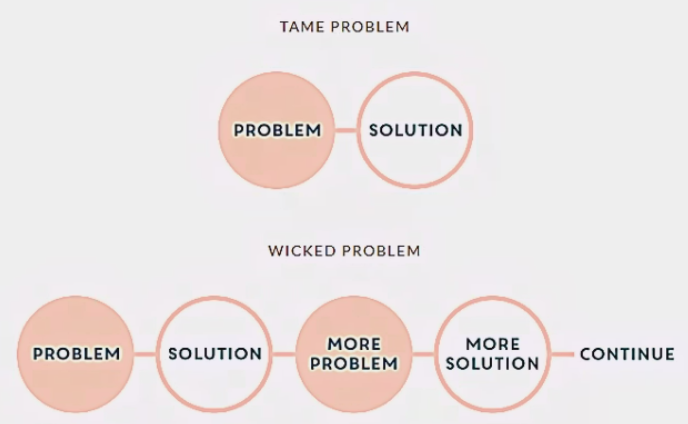 TAME PROBLEM
PROBLEM
SOLUTION
WICKED PROBLEM
PROBLEM
SOLUTION
MORE
PROBLEM
MORE
SOLUTION
CONTINUE